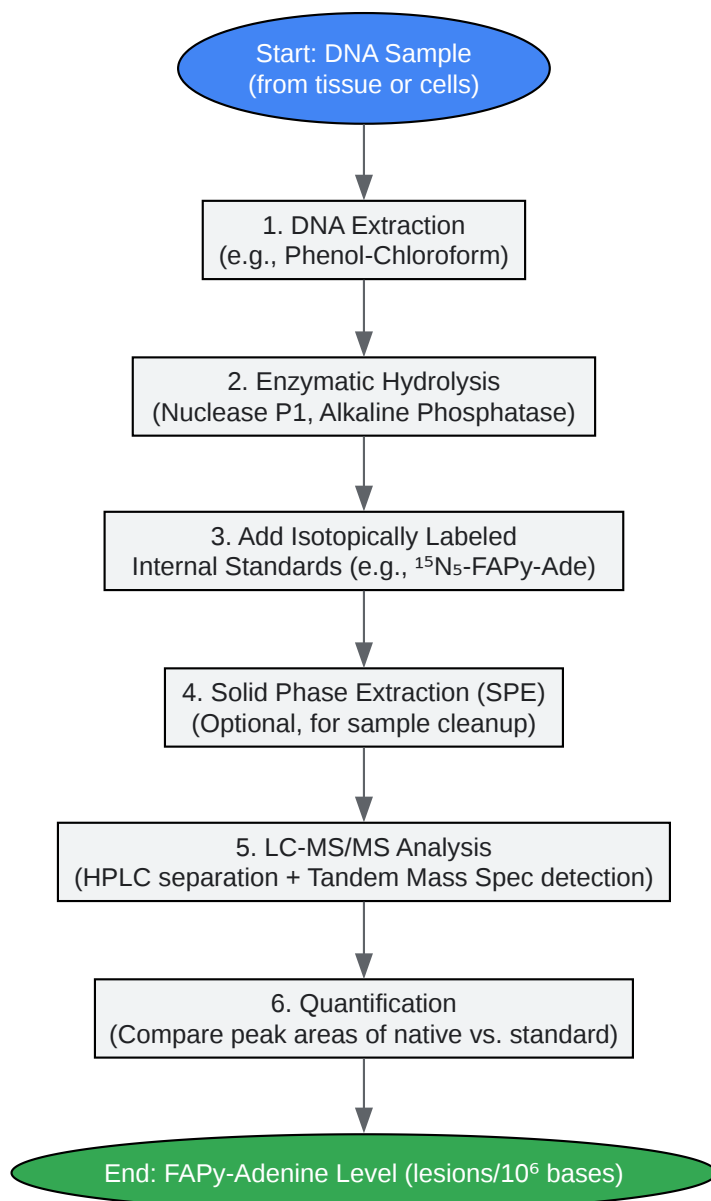 Start: DNA Sample
(from tissue or cells)
1. DNA Extraction
(e.g., Phenol-Chloroform)
2. Enzymatic Hydrolysis
(Nuclease P1, Alkaline Phosphatase)
3. Add Isotopically Labeled
Internal Standards (e.g., ¹⁵N₅-FAPy-Ade)
4. Solid Phase Extraction (SPE)
(Optional, for sample cleanup)
5. LC-MS/MS Analysis
(HPLC separation + Tandem Mass Spec detection)
6. Quantification
(Compare peak areas of native vs. standard)
End: FAPy-Adenine Level (lesions/10⁶ bases)